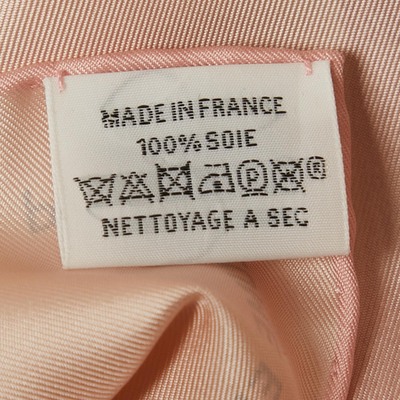 MADE IN FRANCE
100% SOIE
P ®
NETTOYAGE A SEC